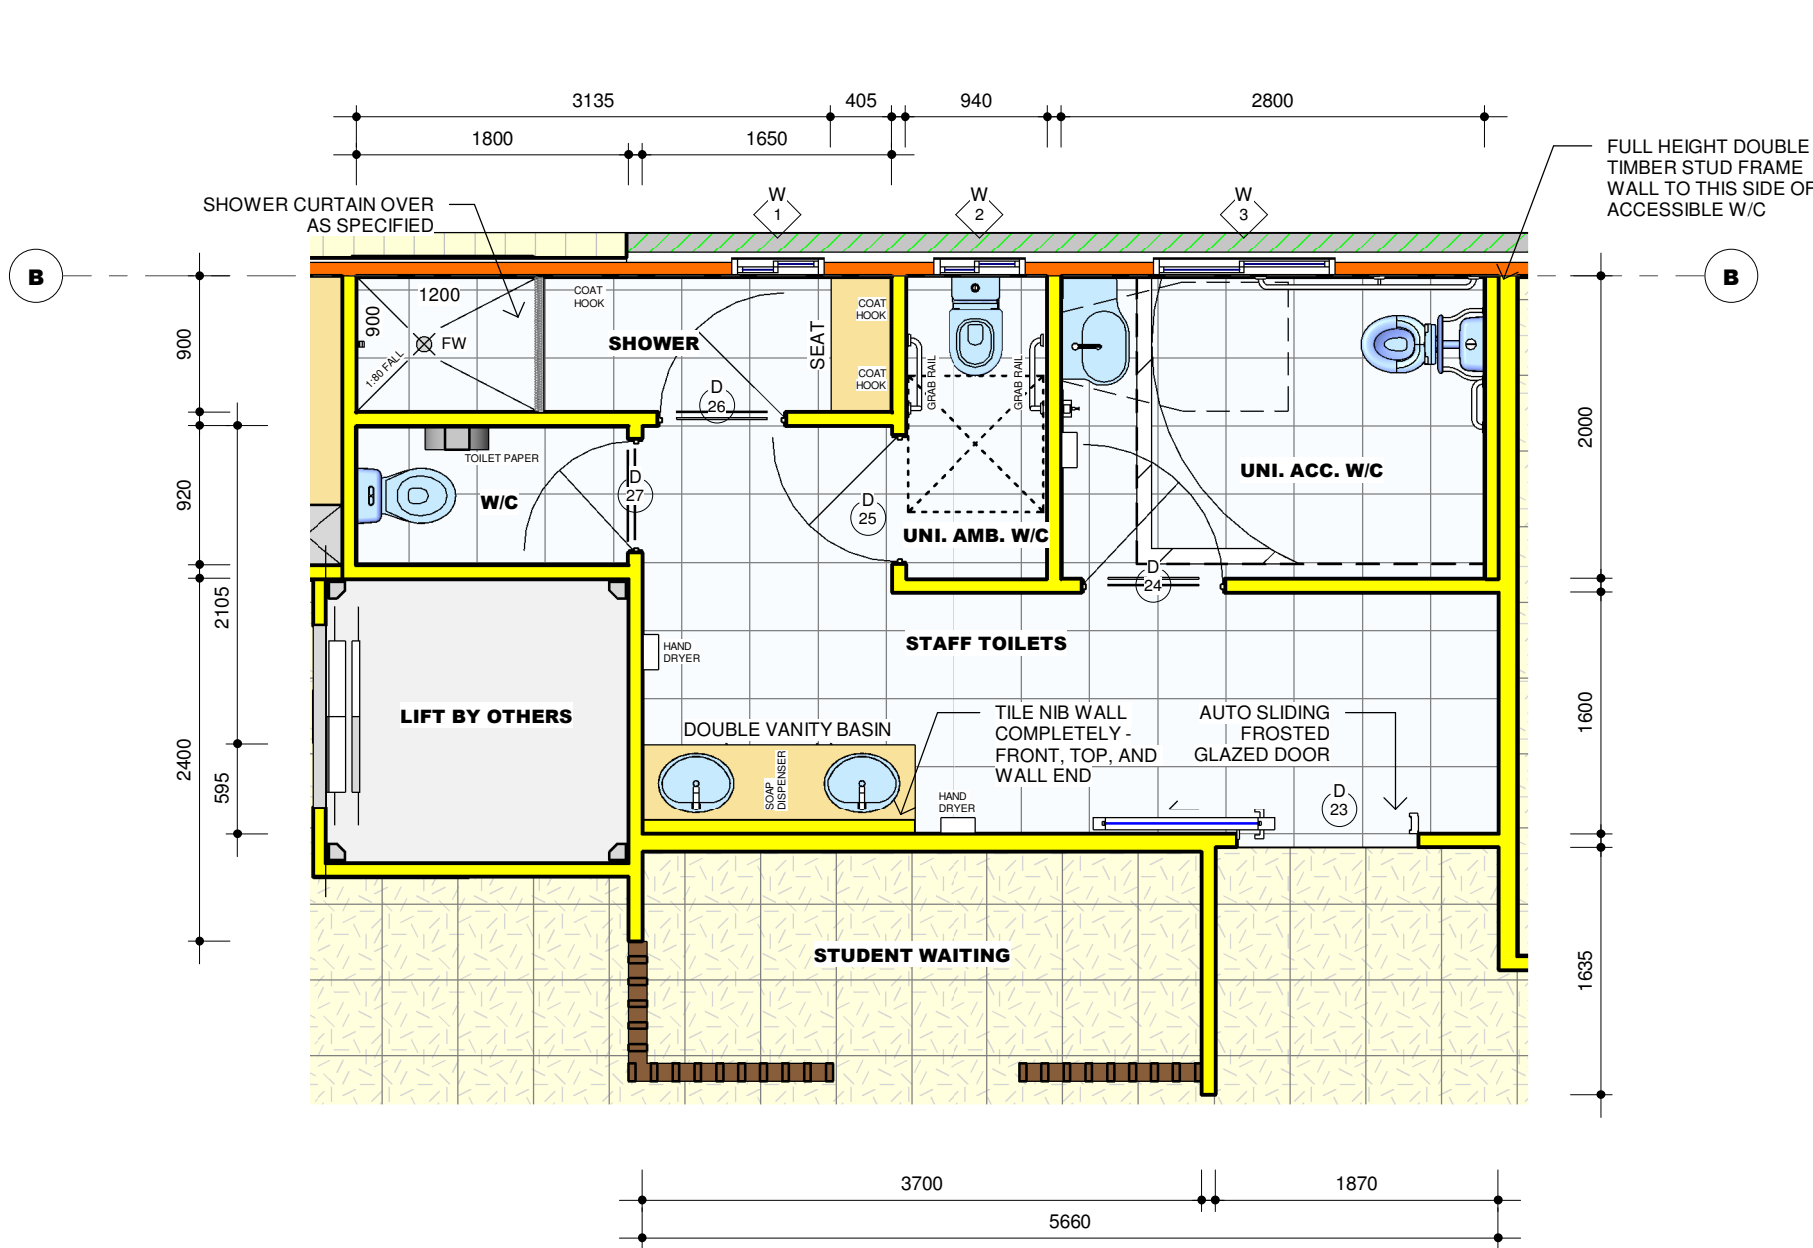 3135
405
940
2800
1800
1650
FULL HEIGHT DOUBLE
TIMBER STUD FRAME
WALL TO THIS SIDE OF
ACCESSIBLE W/C
SHOWER CURTAIN OVER
AS SPECIFIED
W
1
W
2
W
3
B
B
1200
900
FW
1:80 FALL
COAT
HOOK
SHOWER
SEAT
COAT
HOOK
COAT
HOOK
GRAB RAIL
GRAB RAIL
D
26
900
2000
TOILET PAPER
W/C
D
27
D
25
UNI. AMB. W/C
UNI. ACC. W/C
D
24
920
2105
HAND
DRYER
STAFF TOILETS
LIFT BY OTHERS
DOUBLE VANITY BASIN
TILE NIB WALL
COMPLETELY -
FRONT, TOP, AND
WALL END
AUTO SLIDING
FROSTED
GLAZED DOOR
1600
2400
595
SOAP
DISPENSER
HAND
DRYER
D
23
STUDENT WAITING
1635
3700
1870
5660